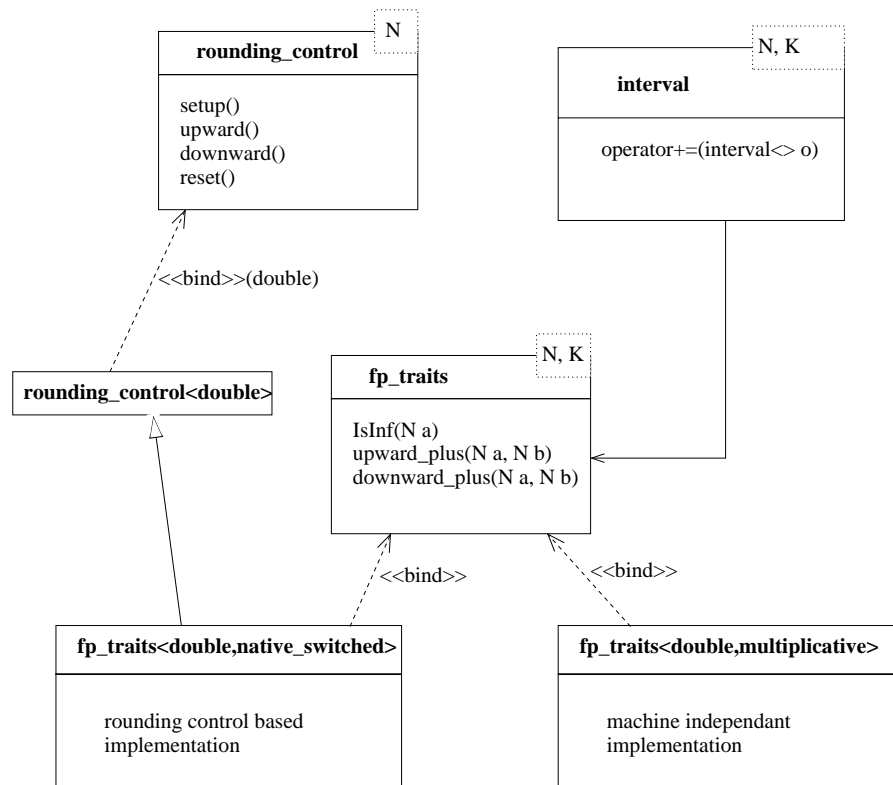 N
rounding_control
setup()
upward()
downward()
reset()
N, K
interval
operator+=(interval<> o)
<<bind>>(double)
rounding_control<double>
N, K
fp_traits
IsInf(N a)
upward_plus(N a, N b)
downward_plus(N a, N b)
<<bind>>
<<bind>>
fp_traits<double,native_switched>
rounding control based
implementation
fp_traits<double,multiplicative>
machine independant
implementation